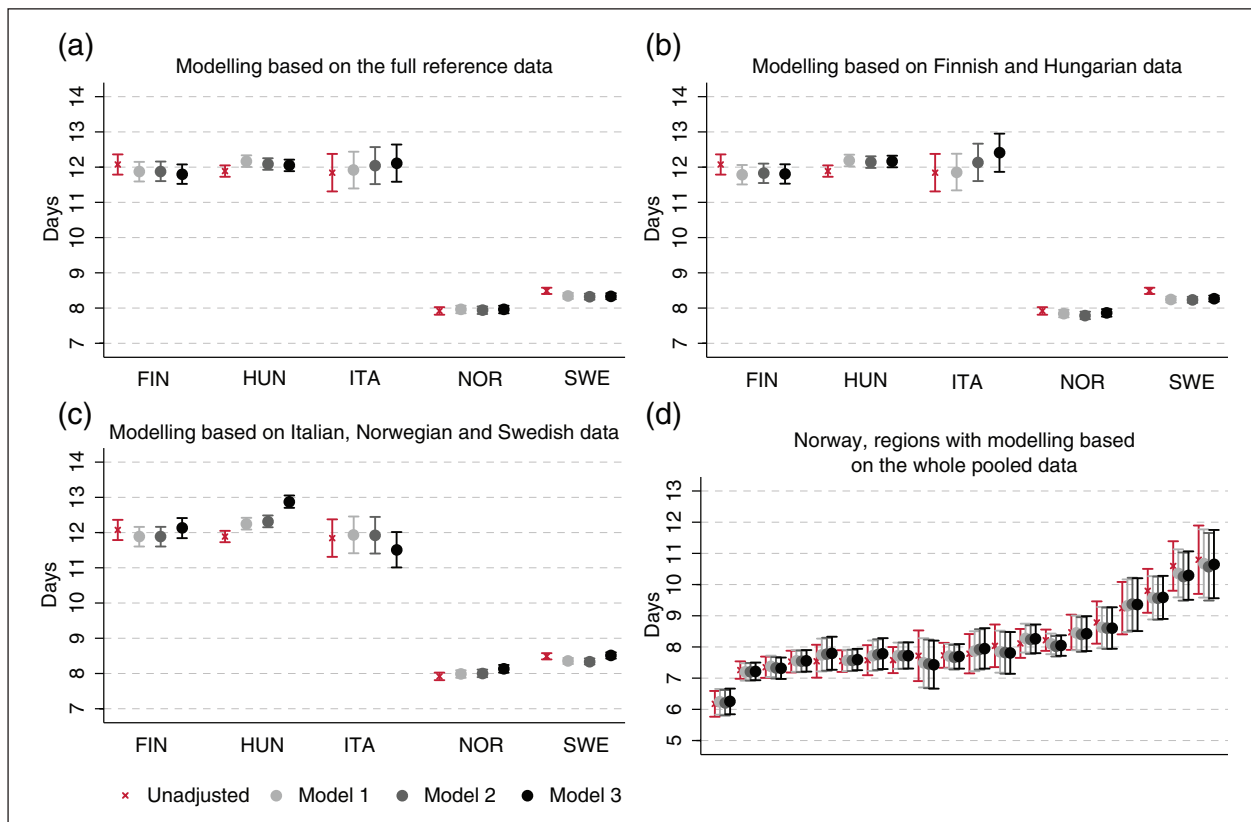 (a)
Modelling based on the full reference data
Days
14
13
12
11
10
9
8
7
FIN HUN ITA NOR SWE
(b)
Modelling based on Finnish and Hungarian data
Days
14
13
12
11
10
9
8
7
FIN HUN ITA NOR SWE
(c)
Modelling based on Italian, Norwegian and Swedish data
Days
14
13
12
11
10
9
8
7
FIN HUN ITA NOR SWE
(d)
Norway, regions with modelling based
on the whole pooled data
Days
13
12
11
10
9
8
7
6
5
Unadjusted Model 1 Model 2 Model 3